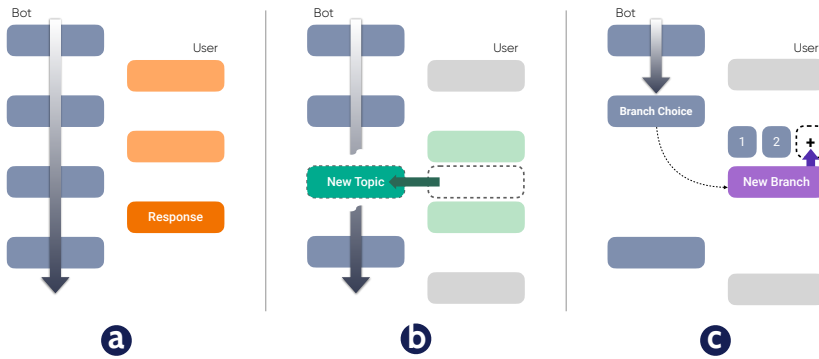 Bot
User
Response
a
Bot
User
New Topic
b
Bot
User
Branch Choice
1 2 +
New Branch
c